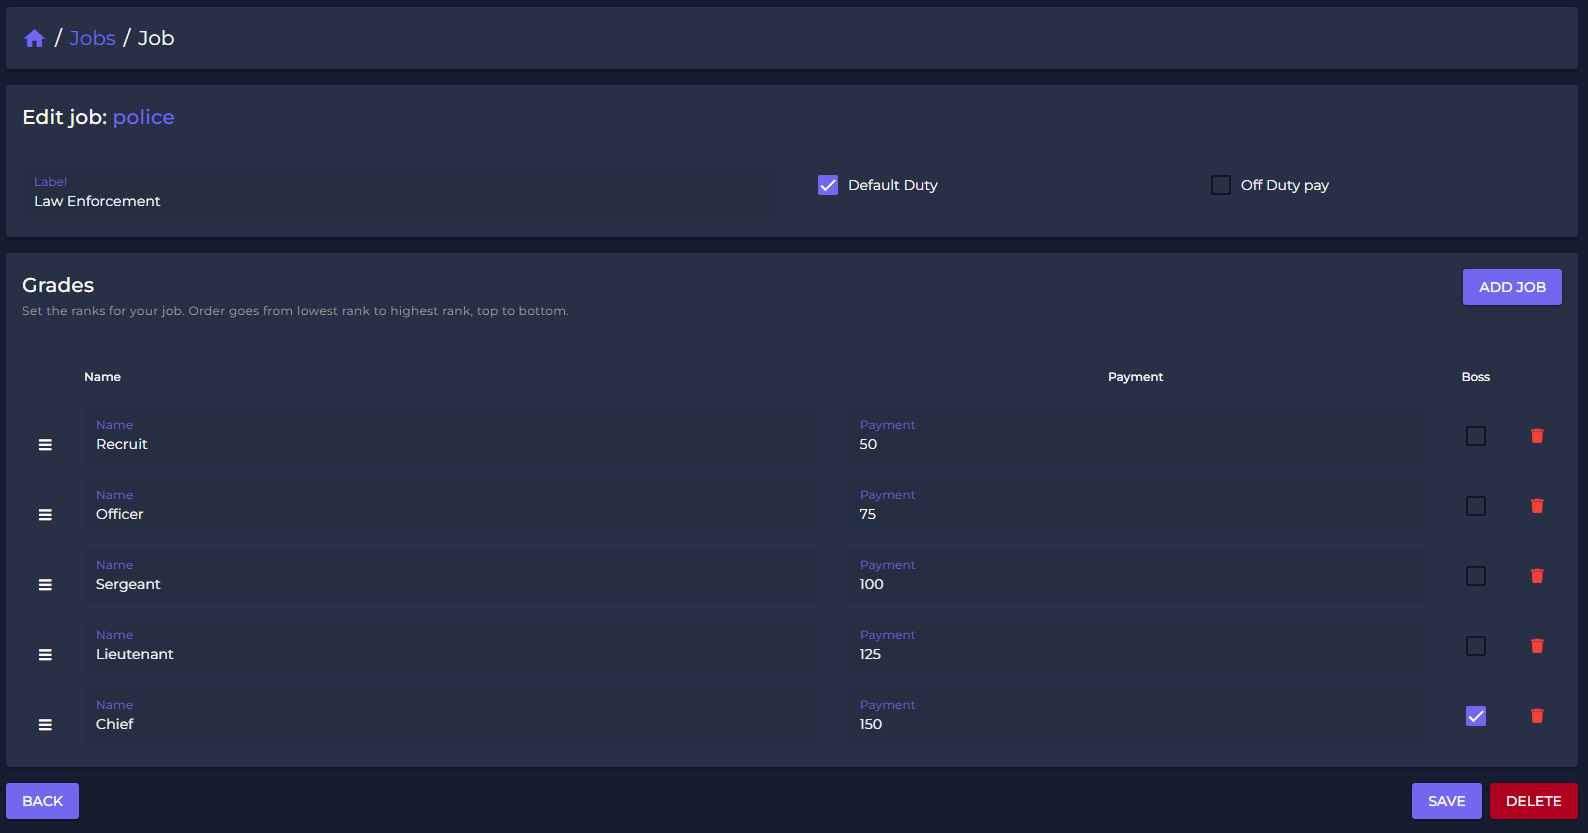 / Jobs / Job
Edit job: police
Label
Law Enforcement
Default Duty
Off Duty pay
Grades
Set the ranks for your job. Order goes from lowest rank to highest rank, top to bottom.
ADD JOB
Name Payment Boss
Name Payment
Recruit 50
Name Payment
Officer 75
Name Payment
Sergeant 100
Name Payment
Lieutenant 125
Name Payment
Chief 150
BACK SAVE DELETE